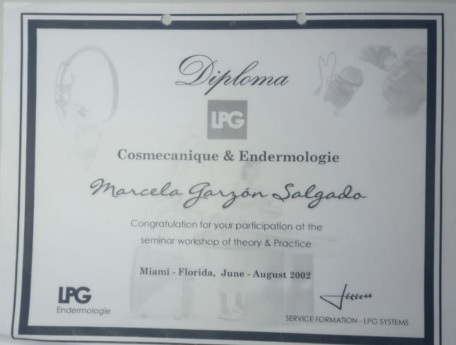 Diploma
LPG
Cosmecanique & Endermologie
Marcela Garzón Salgado
Congratulation for your participation at the
seminar workshop of theory & Practice
Miami - Florida, June - August 2002
LPG
Endermologie
SERVICE FORMATION - LPG SYSTEMS